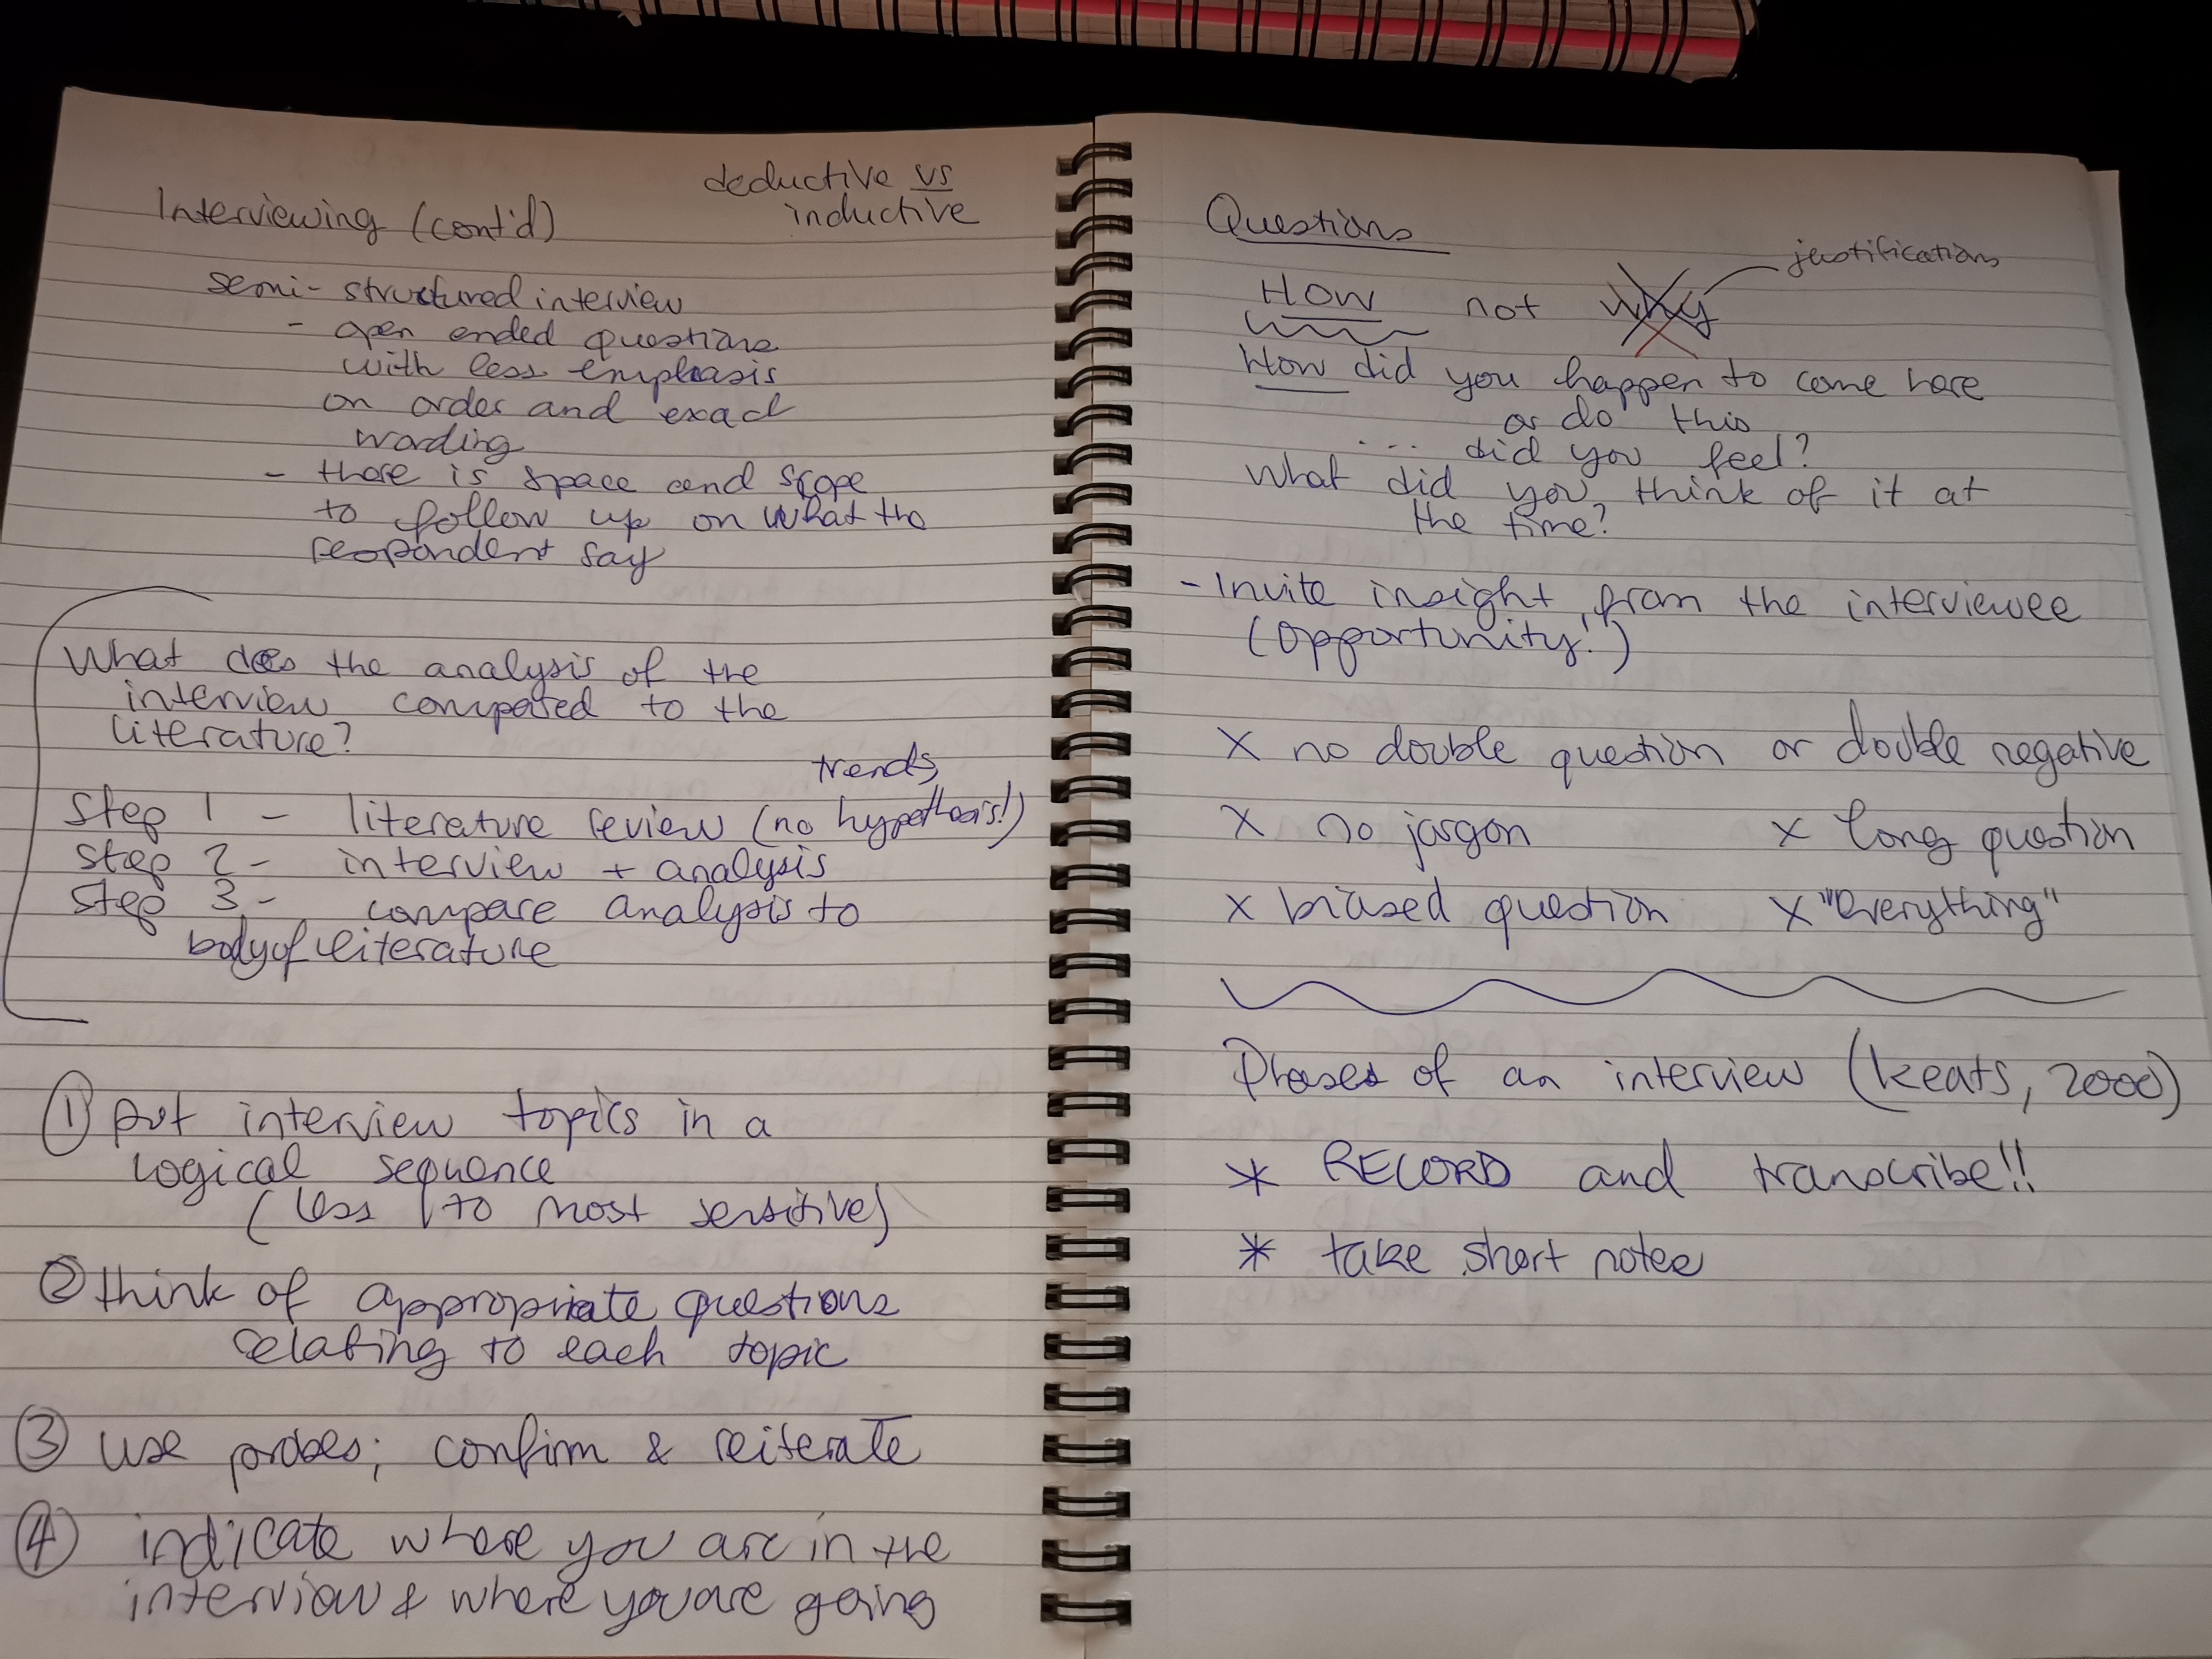 deductive vs
inductive
Interviewing (cont'd)
semi-structured interview
- open ended questions
with less emphasis
on order and exact
wording
- there is space and scope
to follow up on what the
respondent say
What does the analysis of the
interview compared to the
literature?
trends,
Step 1 - literature review (no hypothesis!)
Step 2 - interview + analysis
Step 3 - compare analysis to
body of literature
① put interview topics in a
logical sequence
(less to most sensitive)
② think of appropriate questions
relating to each topic
③ use probes; confirm & reiterate
④ indicate where you are in the
interview & where you are going
Questions
justifications
HOW not why
How did you happen to come here
or do this
... did you feel?
What did you think of it at
the time?
- Invite insight from the interviewee
(opportunity!)
X no double question or double negative
X no jargon X long question
X biased question X "everything"
Phases of an interview (Keats, 2000)
* RECORD and transcribe!!
* take short notes